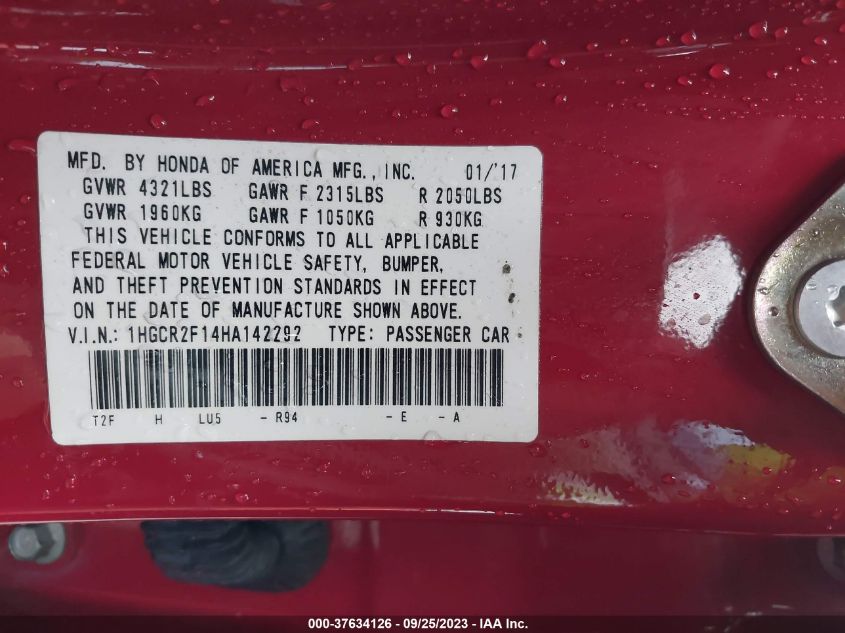 MFD. BY HONDA OF AMERICA MFG., INC. 01/'17
GVWR 4321LBS GAWR F 2315LBS R 2050LBS
GVWR 1960KG GAWR F 1050KG R 930KG
THIS VEHICLE CONFORMS TO ALL APPLICABLE
FEDERAL MOTOR VEHICLE SAFETY, BUMPER,
AND THEFT PREVENTION STANDARDS IN EFFECT
ON THE DATE OF MANUFACTURE SHOWN ABOVE.
V.I.N.: 1HGCR2F14HA142292 TYPE: PASSENGER CAR
T2F H LU5 - R94 - E - A
000-37634126 - 09/25/2023 - IAA Inc.